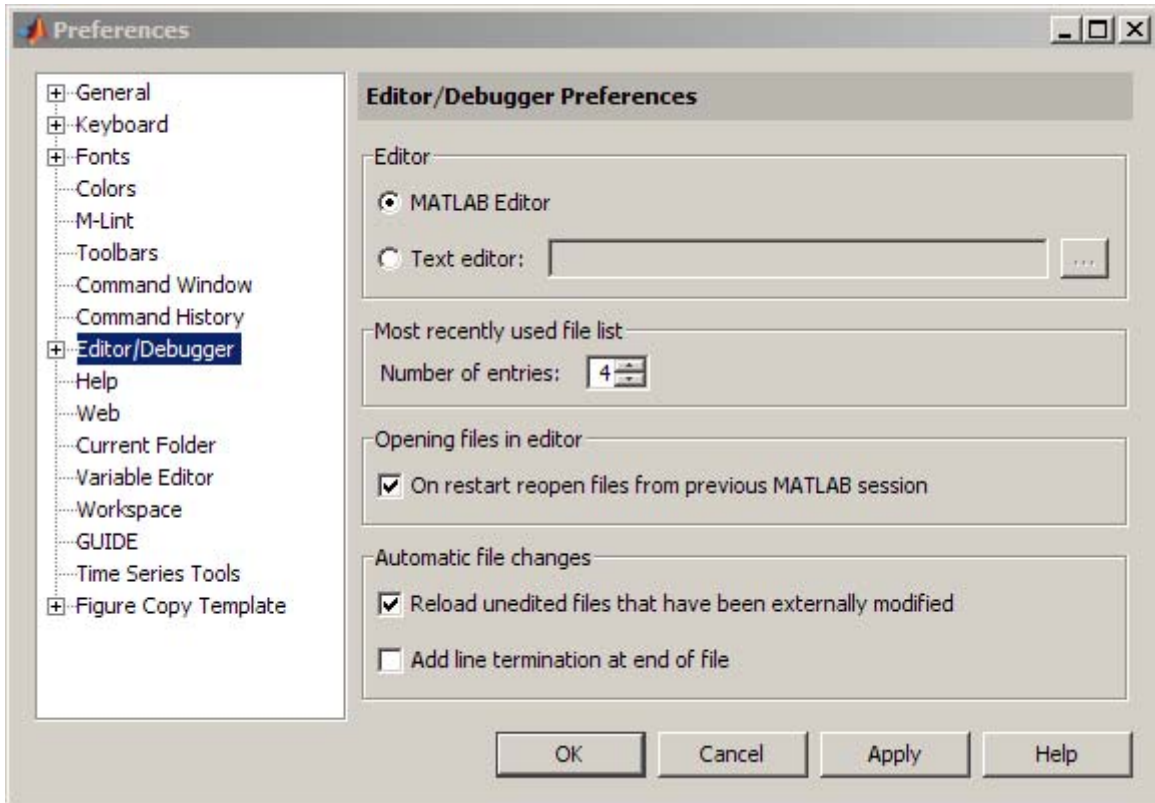 Preferences
General
Keyboard
Fonts
Colors
M-Lint
Toolbars
Command Window
Command History
Editor/Debugger
Help
Web
Current Folder
Variable Editor
Workspace
GUIDE
Time Series Tools
Figure Copy Template
Editor/Debugger Preferences
Editor
MATLAB Editor
Text editor:
...
Most recently used file list
Number of entries: 4
Opening files in editor
On restart reopen files from previous MATLAB session
Automatic file changes
Reload unedited files that have been externally modified
Add line termination at end of file
OK Cancel Apply Help